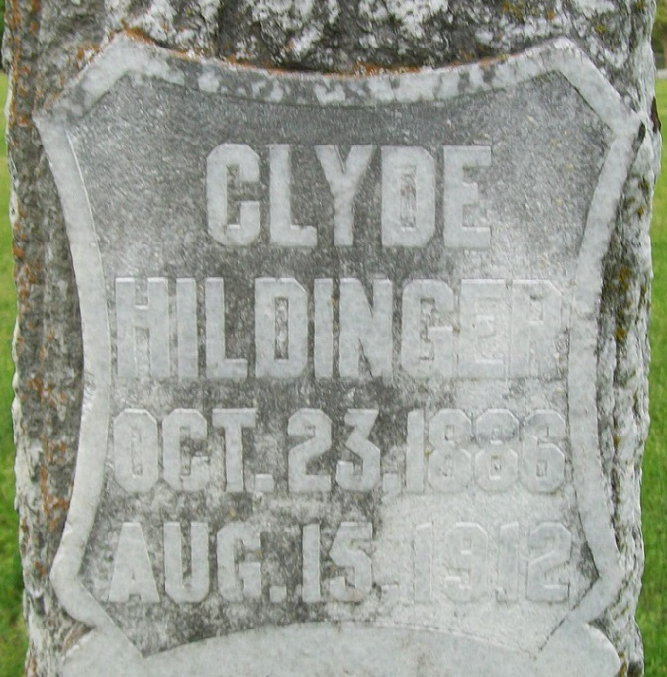 CLYDE
HILDINGER
OCT. 23. 1886
AUG. 15. 1912